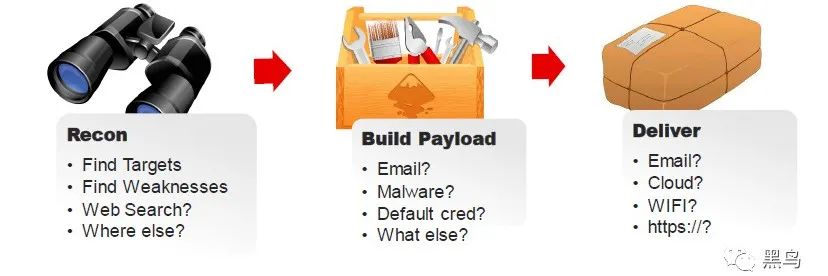 Recon
• Find Targets
• Find Weaknesses
• Web Search?
• Where else?
Build Payload
• Email?
• Malware?
• Default cred?
• What else?
Deliver
• Email?
• Cloud?
• WIFI?
• https://?
黑鸟